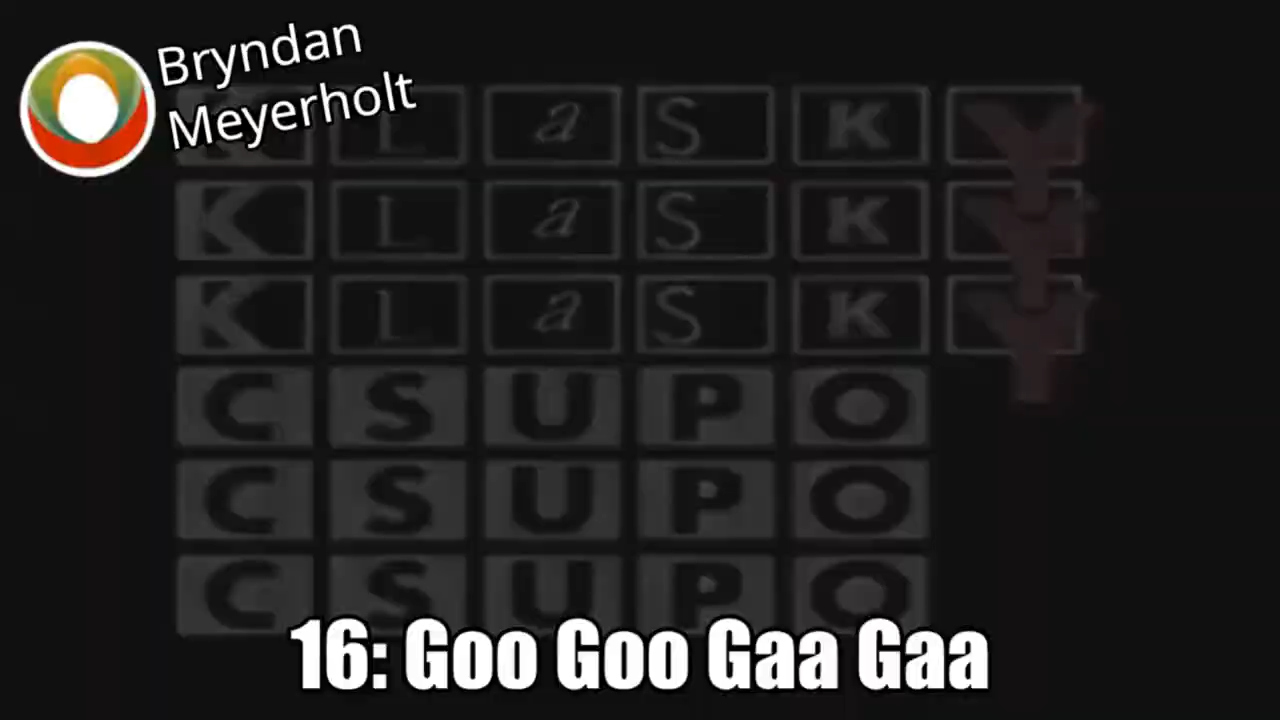 Bryndan
Meyerholt
K L a S K Y
K L a S K Y
K L a S K Y
C S U P O
C S U P O
C S U P O
16: Goo Goo Gaa Gaa